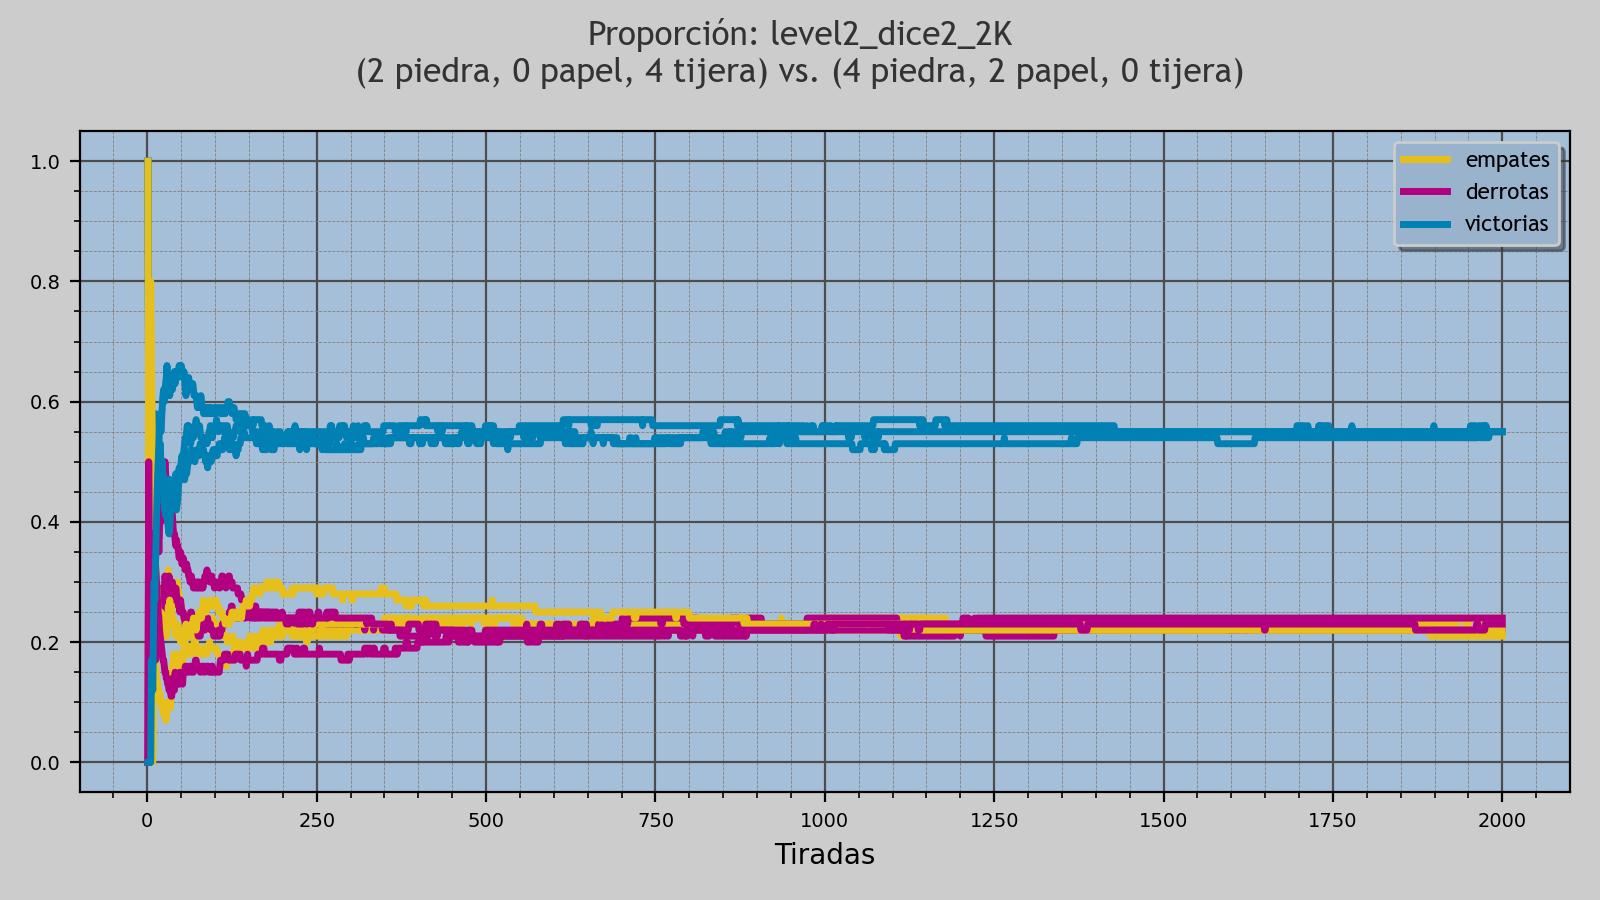 Proporción: level2_dice2_2K
(2 piedra, 0 papel, 4 tijera) vs. (4 piedra, 2 papel, 0 tijera)
empates
derrotas
victorias
1.0
0.8
0.6
0.4
0.2
0.0
0 250 500 750 1000 1250 1500 1750 2000
Tiradas